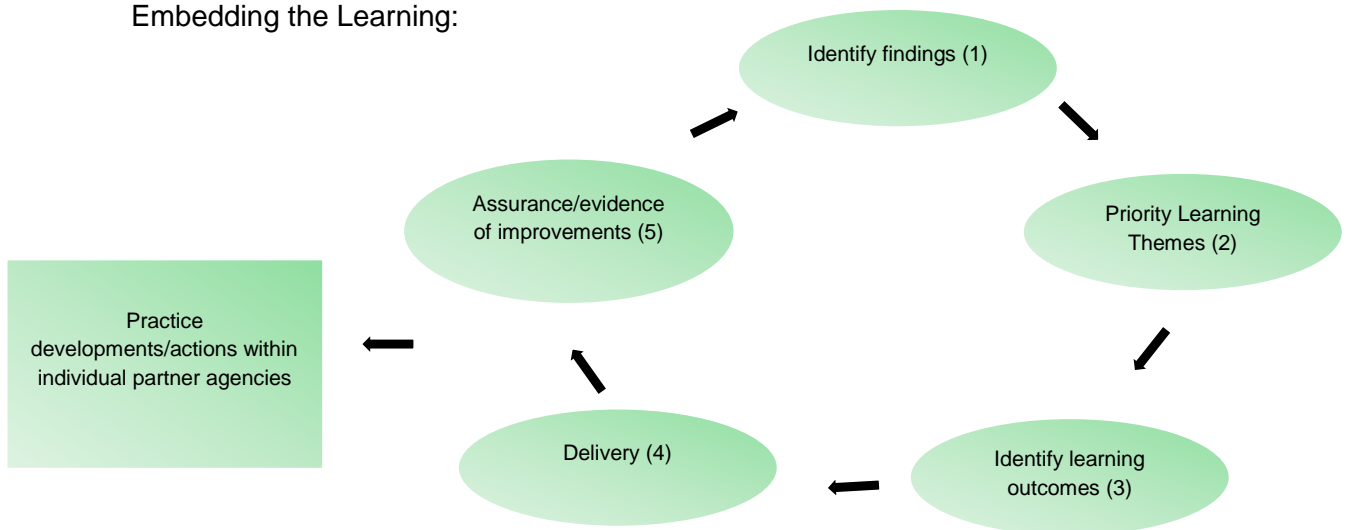 Embedding the Learning:
Identify findings (1)
Priority Learning
Themes (2)
Identify learning
outcomes (3)
Delivery (4)
Assurance/evidence
of improvements (5)
Practice
developments/actions within
individual partner agencies